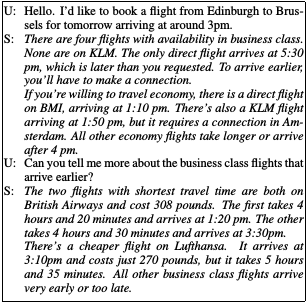 U: Hello. I'd like to book a flight from Edinburgh to Brus-
sels for tomorrow arriving at around 3pm.
S: There are four flights with availability in business class.
None are on KLM. The only direct flight arrives at 5:30
pm, which is later than you requested. To arrive earlier,
you'll have to make a connection.
If you're willing to travel economy, there is a direct flight
on BMI, arriving at 1:10 pm. There's also a KLM flight
arriving at 1:50 pm, but it requires a connection in Am-
sterdam. All other economy flights take longer or arrive
after 4 pm.
U: Can you tell me more about the business class flights that
arrive earlier?
S: The two flights with shortest travel time are both on
British Airways and cost 308 pounds. The first takes 4
hours and 20 minutes and arrives at 1:20 pm. The other
takes 4 hours and 30 minutes and arrives at 3:30pm.
There's a cheaper flight on Lufthansa. It arrives at
3:10pm and costs just 270 pounds, but it takes 5 hours
and 35 minutes. All other business class flights arrive
very early or too late.